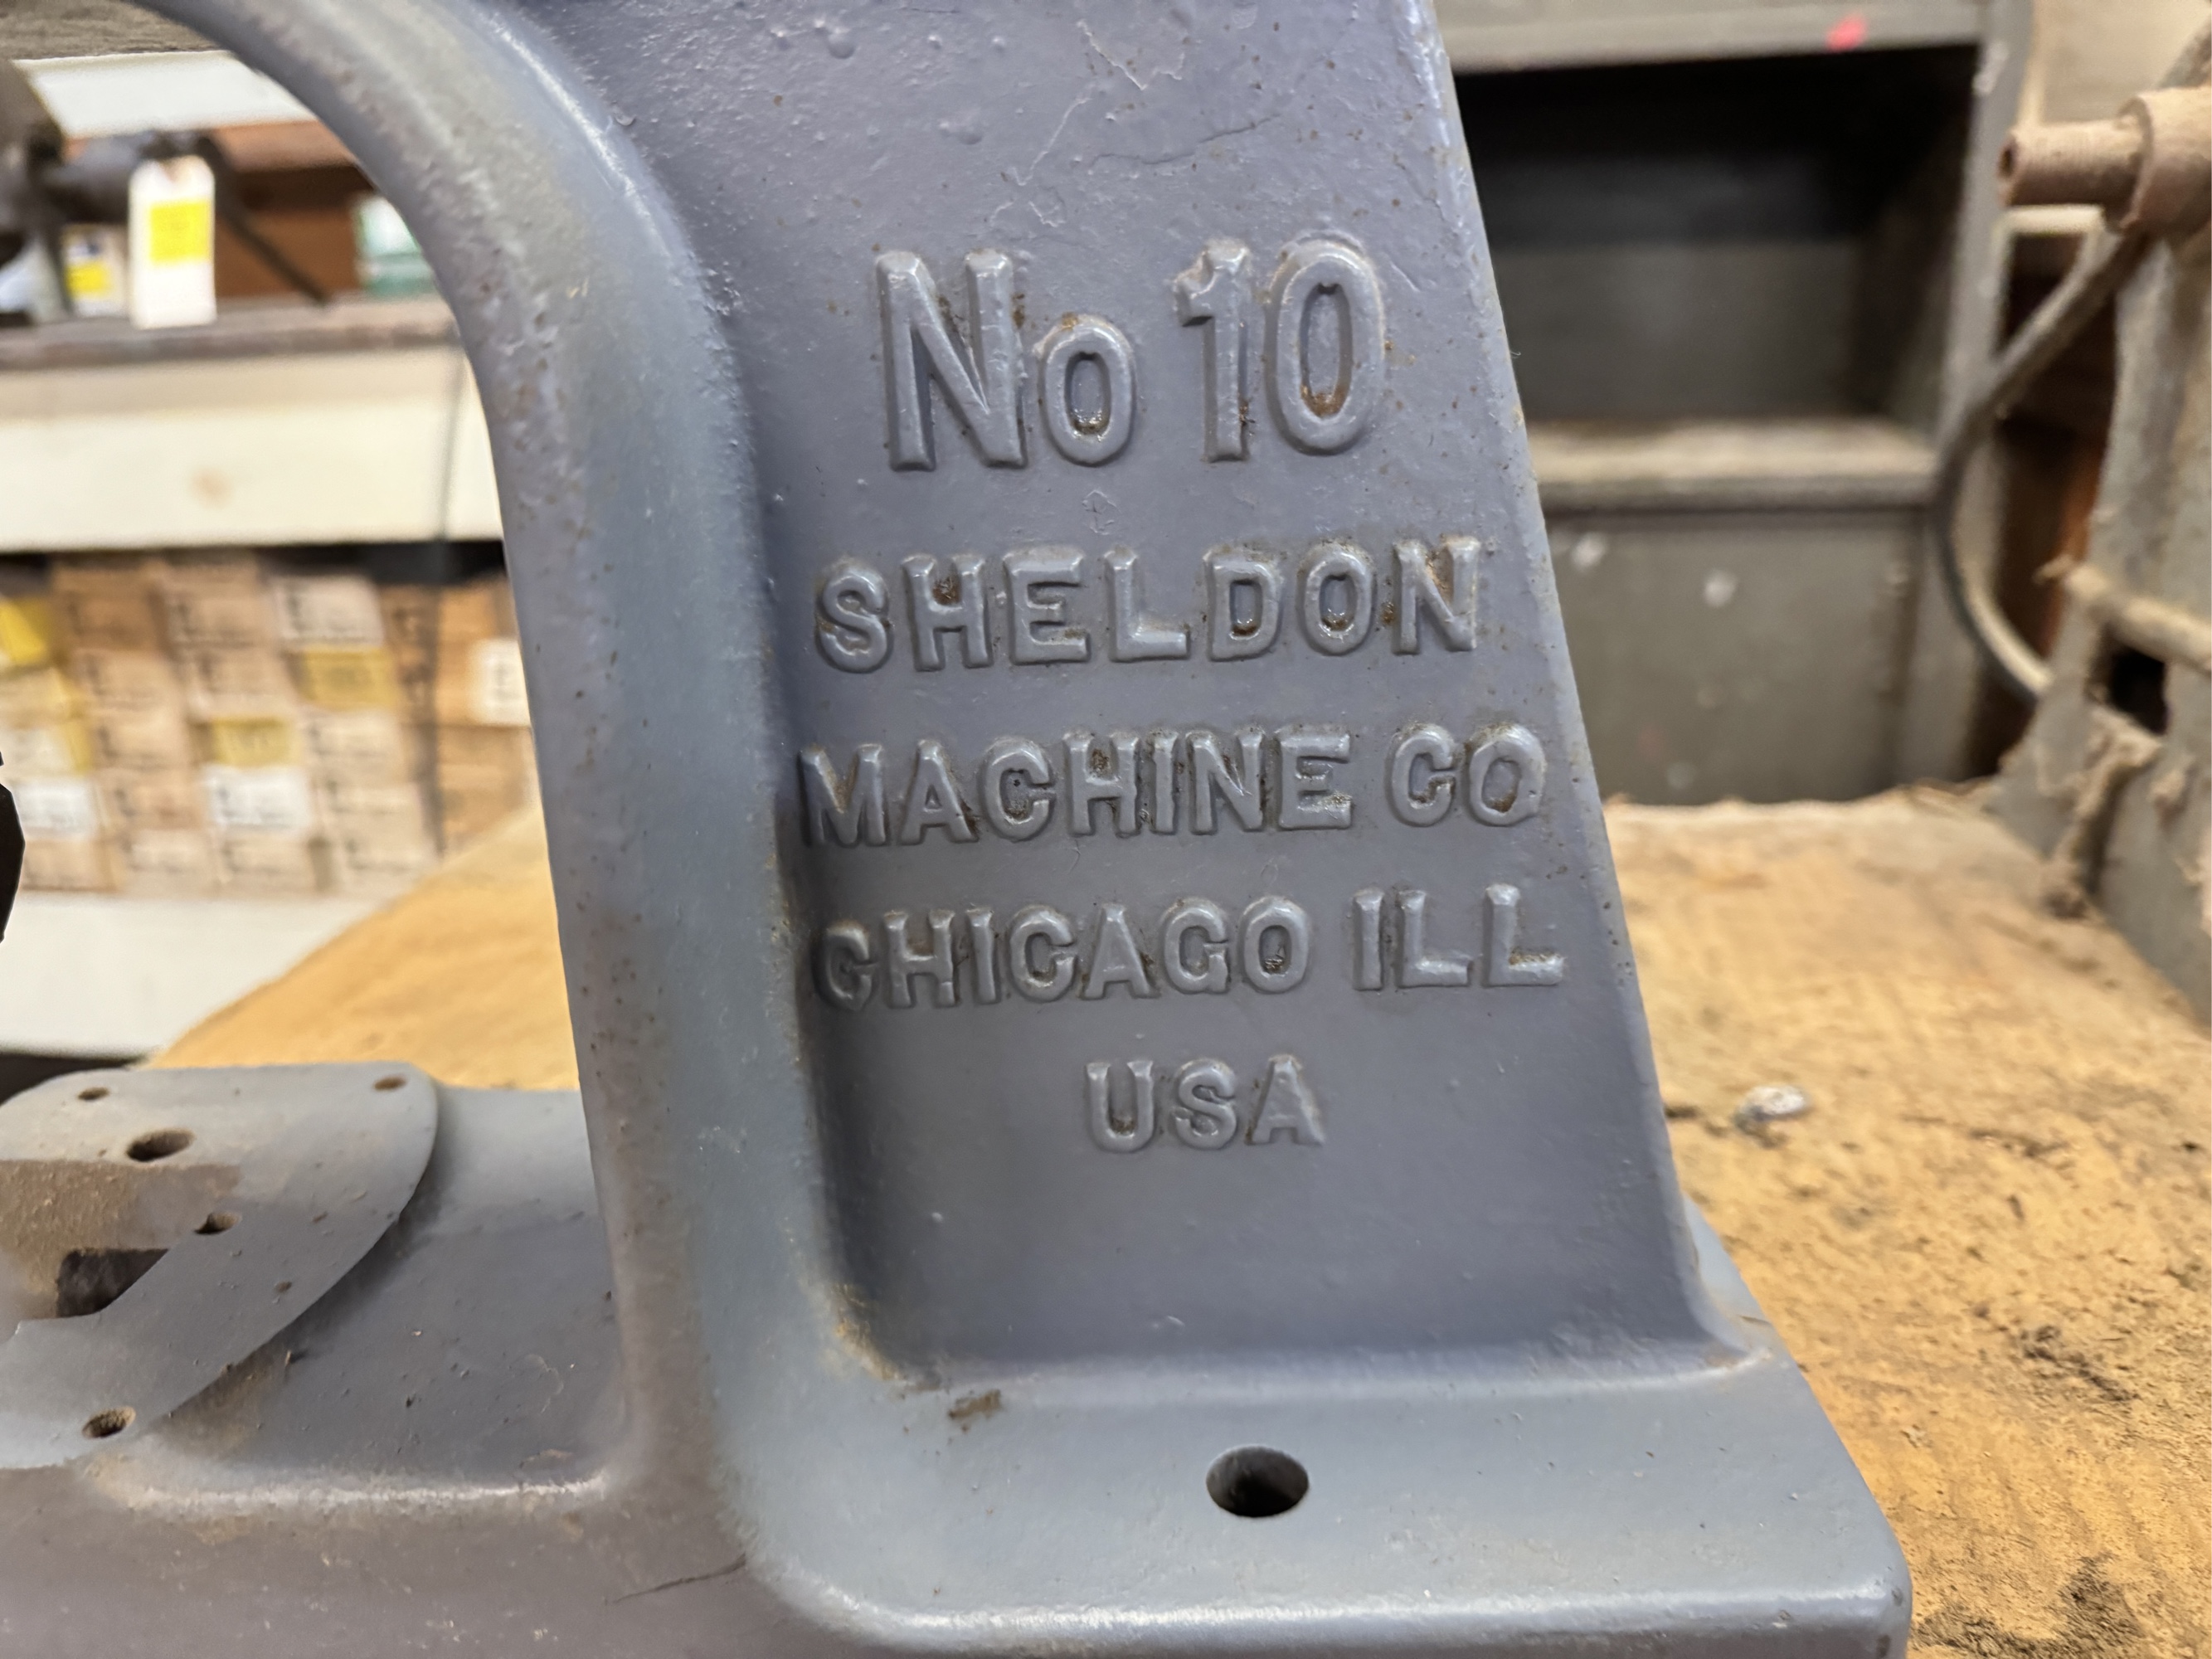 No 10
SHELDON
MACHINE CO
CHICAGO ILL
USA